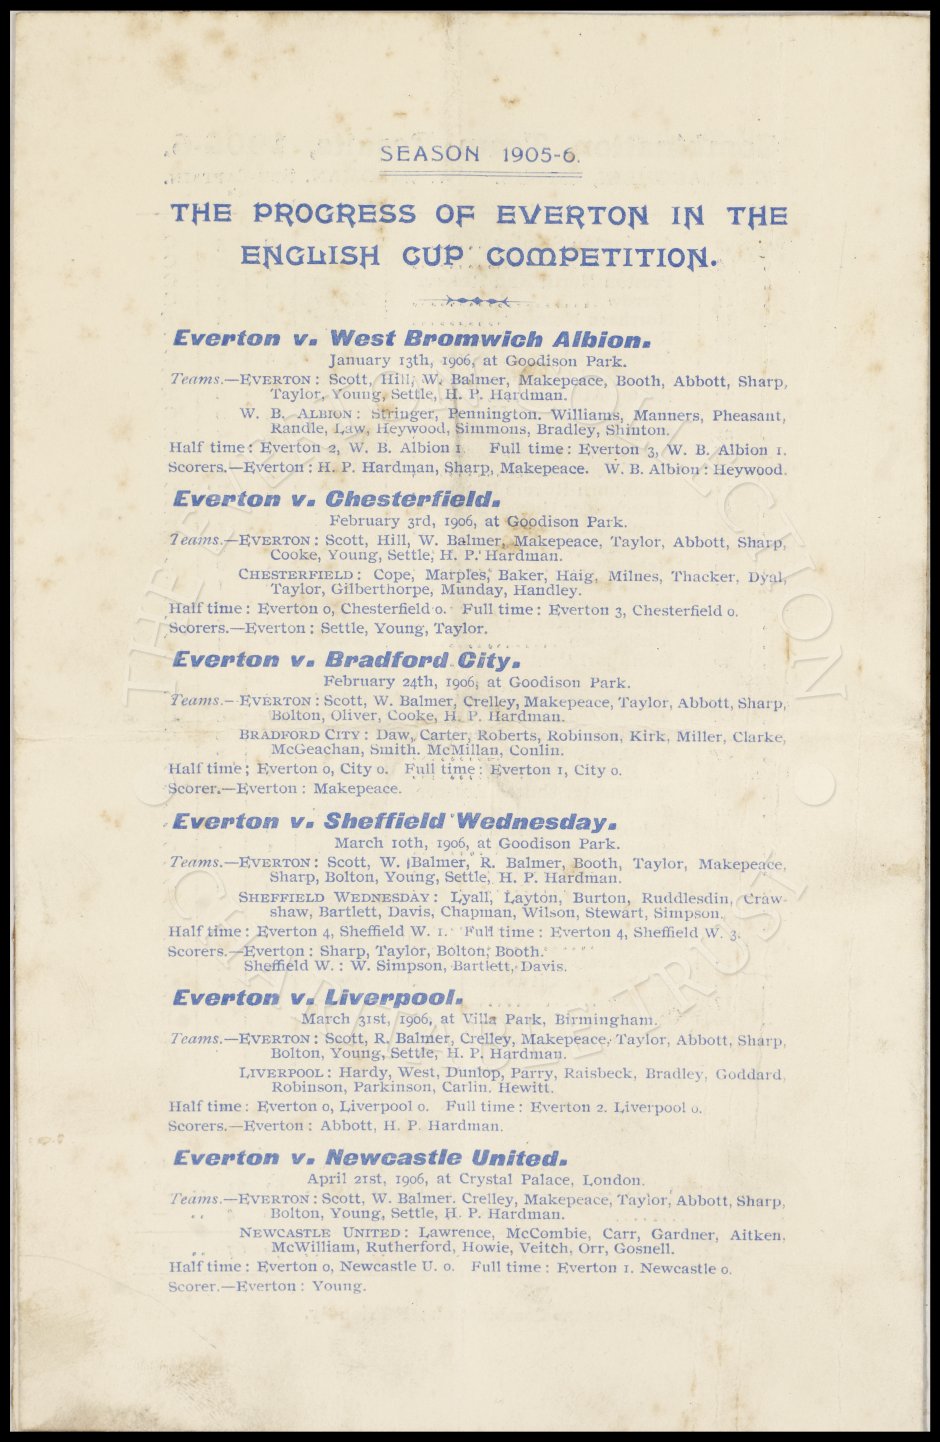 SEASON 1905-6.
THE PROGRESS OF EVERTON IN THE
ENGLISH CUP COMPETITION.
Everton v. West Bromwich Albion.
January 13th, 1906, at Goodison Park.
Teams.—EVERTON: Scott, Hill, W. Balmer, Makepeace, Booth, Abbott, Sharp,
Taylor, Young, Settle, H. P. Hardman.
W. B. ALBION: Stringer, Pennington. Williams, Manners, Pheasant,
Randle, Law, Heywood, Simmons, Bradley, Shinton.
Half time: Everton 2, W. B. Albion 1 Full time: Everton 3, W. B. Albion 1.
Scorers.—Everton: H. P. Hardman, Sharp, Makepeace. W. B. Albion: Heywood.
Everton v. Chesterfield.
February 3rd, 1906, at Goodison Park.
Teams.—EVERTON: Scott, Hill, W. Balmer, Makepeace, Taylor, Abbott, Sharp,
Cooke, Young, Settle, H. P. Hardman.
CHESTERFIELD: Cope, Marples, Baker, Haig, Milnes, Thacker, Dyal,
Taylor, Gilberthorpe, Munday, Handley.
Half time: Everton 0, Chesterfield 0. Full time: Everton 3, Chesterfield 0.
Scorers.—Everton: Settle, Young, Taylor.
Everton v. Bradford City.
February 24th, 1906, at Goodison Park.
Teams.—EVERTON: Scott, W. Balmer, Crelley, Makepeace, Taylor, Abbott, Sharp,
Bolton, Oliver, Cooke, H. P. Hardman.
BRADFORD CITY: Daw, Carter, Roberts, Robinson, Kirk, Miller, Clarke,
McGeachan, Smith. McMillan, Conlin.
Half time; Everton 0, City 0. Full time: Everton 1, City 0.
Scorer.—Everton: Makepeace.
Everton v. Sheffield Wednesday.
March 10th, 1906, at Goodison Park.
Teams.—EVERTON: Scott, W. Balmer, R. Balmer, Booth, Taylor, Makepeace,
Sharp, Bolton, Young, Settle, H. P. Hardman.
SHEFFIELD WEDNESDAY: Lyall, Layton, Burton, Ruddlesdin, Craw-
shaw, Bartlett, Davis, Chapman, Wilson, Stewart, Simpson.
Half time: Everton 4, Sheffield W. 1. Full time: Everton 4, Sheffield W. 3.
Scorers.—Everton: Sharp, Taylor, Bolton, Booth.
Sheffield W.: W. Simpson, Bartlett, Davis.
Everton v. Liverpool.
March 31st, 1906, at Villa Park, Birmingham.
Teams.—EVERTON: Scott, R. Balmer, Crelley, Makepeace, Taylor, Abbott, Sharp,
Bolton, Young, Settle, H. P. Hardman.
LIVERPOOL: Hardy, West, Dunlop, Parry, Raisbeck, Bradley, Goddard,
Robinson, Parkinson, Carlin. Hewitt.
Half time: Everton 0, Liverpool 0. Full time: Everton 2. Liverpool 0.
Scorers.—Everton: Abbott, H. P. Hardman.
Everton v. Newcastle United.
April 21st, 1906, at Crystal Palace, London.
Teams.—EVERTON: Scott, W. Balmer. Crelley, Makepeace, Taylor, Abbott, Sharp,
Bolton, Young, Settle, H. P. Hardman.
NEWCASTLE UNITED: Lawrence, McCombie, Carr, Gardner, Aitken,
McWilliam, Rutherford, Howie, Veitch, Orr, Gosnell.
Half time: Everton 0, Newcastle U. 0. Full time: Everton 1. Newcastle 0.
Scorer.—Everton: Young.
THE EVERTON COLLECTION
CHARITABLE TRUST